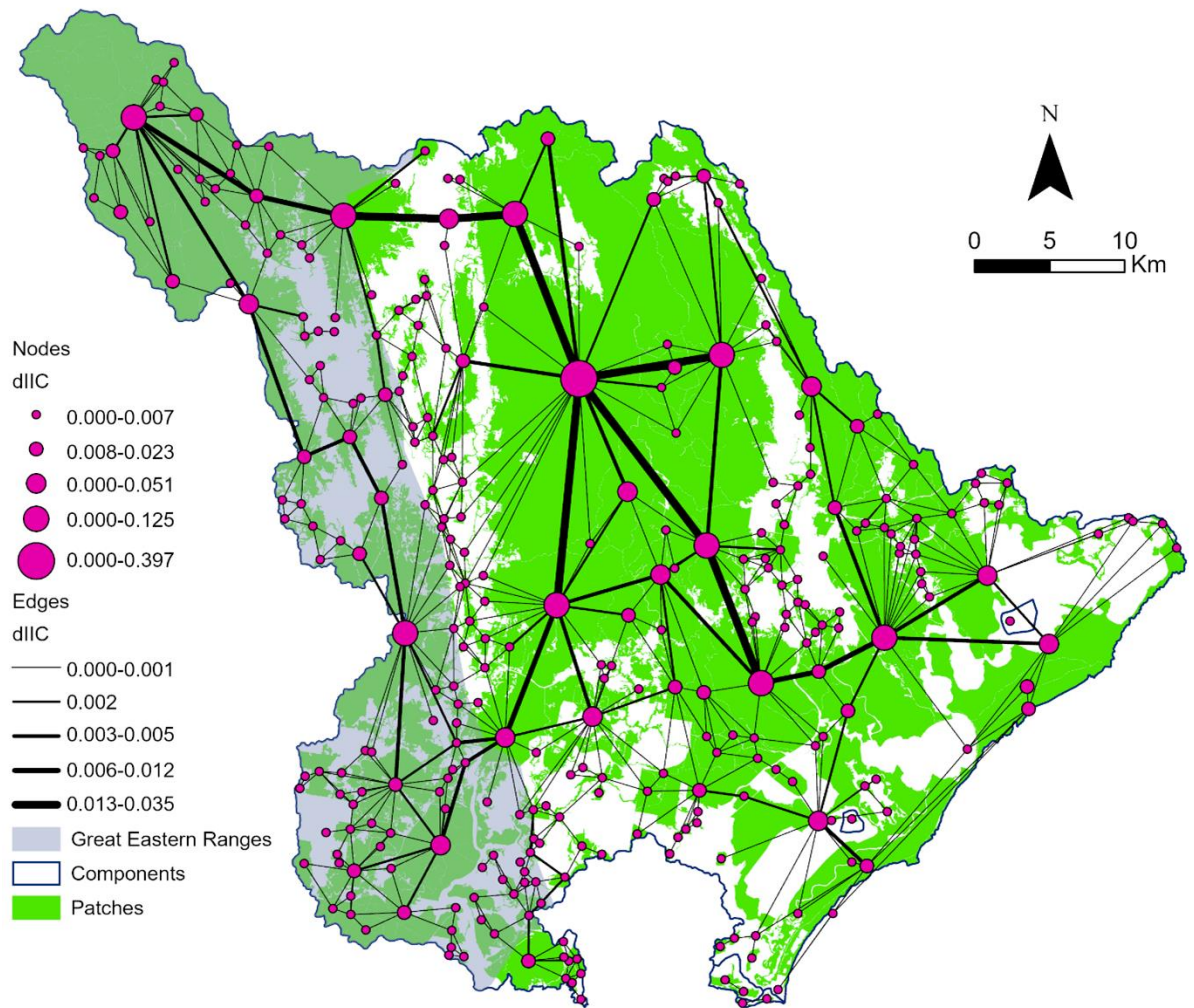 N
0 5 10
Km
Nodes
dIIC
0.000-0.007
0.008-0.023
0.000-0.051
0.000-0.125
0.000-0.397
Edges
dIIC
0.000-0.001
0.002
0.003-0.005
0.006-0.012
0.013-0.035
Great Eastern Ranges
Components
Patches